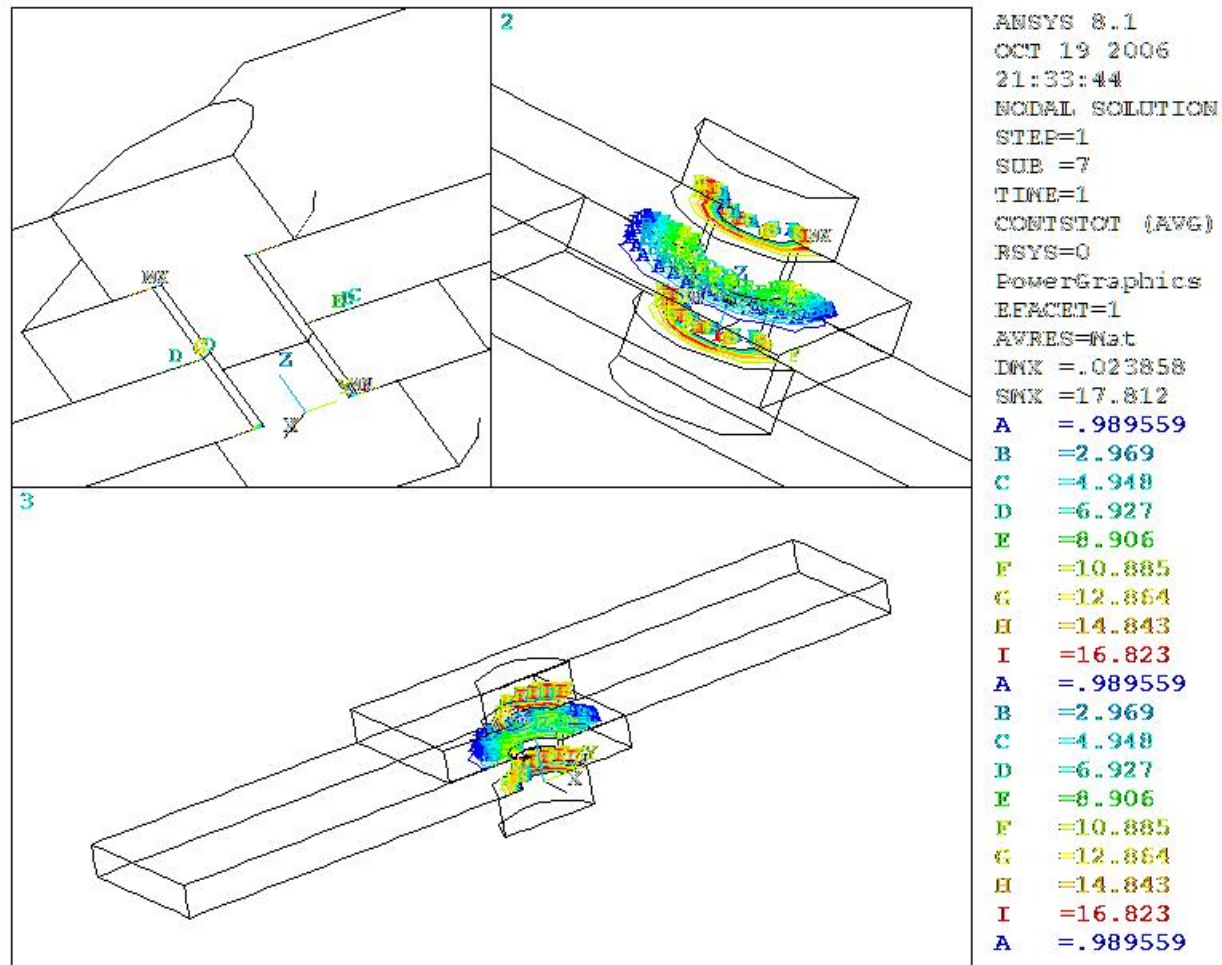 2
3
ANSYS 8.1
OCT 19 2006
21:33:44
NODAL SOLUTION
STEP=1
SUB =7
TIME=1
CONTSTOT (AVG)
RSYS=0
PowerGraphics
EFACET=1
AVRES=Mat
DMX =.023858
SMX =17.812
A =.989559
B =2.969
C =4.948
D =6.927
E =8.906
F =10.885
G =12.864
H =14.843
I =16.823
A =.989559
B =2.969
C =4.948
D =6.927
E =8.906
F =10.885
G =12.864
H =14.843
I =16.823
A =.989559
MX
D
Z
X
Z
F
X